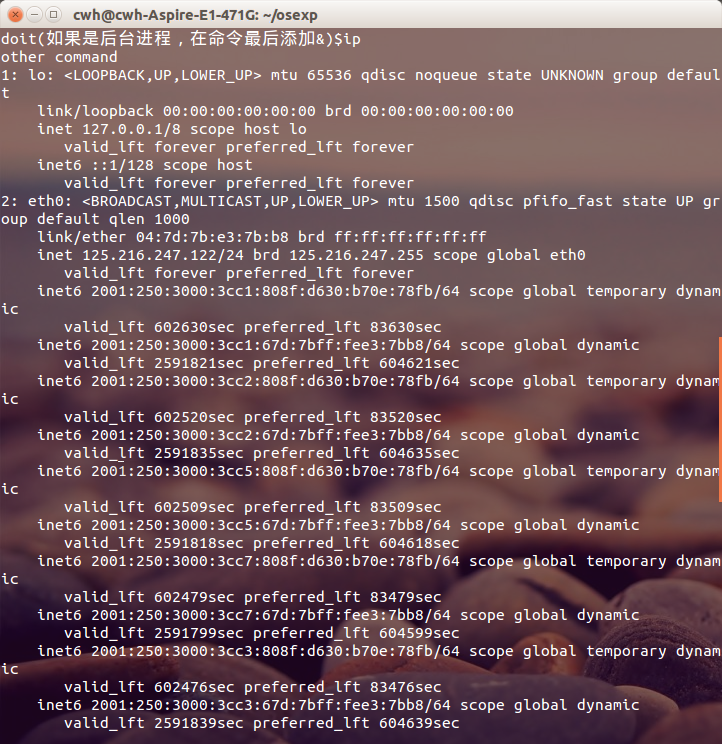 cwh@cwh-Aspire-E1-471G: ~/osexp
doit(如果是后台进程，在命令最后添加&)$ip
other command
1: lo: <LOOPBACK,UP,LOWER_UP> mtu 65536 qdisc noqueue state UNKNOWN group defaul
t
    link/loopback 00:00:00:00:00:00 brd 00:00:00:00:00:00
    inet 127.0.0.1/8 scope host lo
       valid_lft forever preferred_lft forever
    inet6 ::1/128 scope host
       valid_lft forever preferred_lft forever
2: eth0: <BROADCAST,MULTICAST,UP,LOWER_UP> mtu 1500 qdisc pfifo_fast state UP gr
oup default qlen 1000
    link/ether 04:7d:7b:e3:7b:b8 brd ff:ff:ff:ff:ff:ff
    inet 125.216.247.122/24 brd 125.216.247.255 scope global eth0
       valid_lft forever preferred_lft forever
    inet6 2001:250:3000:3cc1:808f:d630:b70e:78fb/64 scope global temporary dynam
ic
       valid_lft 602630sec preferred_lft 83630sec
    inet6 2001:250:3000:3cc1:67d:7bff:fee3:7bb8/64 scope global dynamic
       valid_lft 2591821sec preferred_lft 604621sec
    inet6 2001:250:3000:3cc2:808f:d630:b70e:78fb/64 scope global temporary dynam
ic
       valid_lft 602520sec preferred_lft 83520sec
    inet6 2001:250:3000:3cc2:67d:7bff:fee3:7bb8/64 scope global dynamic
       valid_lft 2591835sec preferred_lft 604635sec
    inet6 2001:250:3000:3cc5:808f:d630:b70e:78fb/64 scope global temporary dynam
ic
       valid_lft 602509sec preferred_lft 83509sec
    inet6 2001:250:3000:3cc5:67d:7bff:fee3:7bb8/64 scope global dynamic
       valid_lft 2591818sec preferred_lft 604618sec
    inet6 2001:250:3000:3cc7:808f:d630:b70e:78fb/64 scope global temporary dynam
ic
       valid_lft 602479sec preferred_lft 83479sec
    inet6 2001:250:3000:3cc7:67d:7bff:fee3:7bb8/64 scope global dynamic
       valid_lft 2591799sec preferred_lft 604599sec
    inet6 2001:250:3000:3cc3:808f:d630:b70e:78fb/64 scope global temporary dynam
ic
       valid_lft 602476sec preferred_lft 83476sec
    inet6 2001:250:3000:3cc3:67d:7bff:fee3:7bb8/64 scope global dynamic
       valid_lft 2591839sec preferred_lft 604639sec